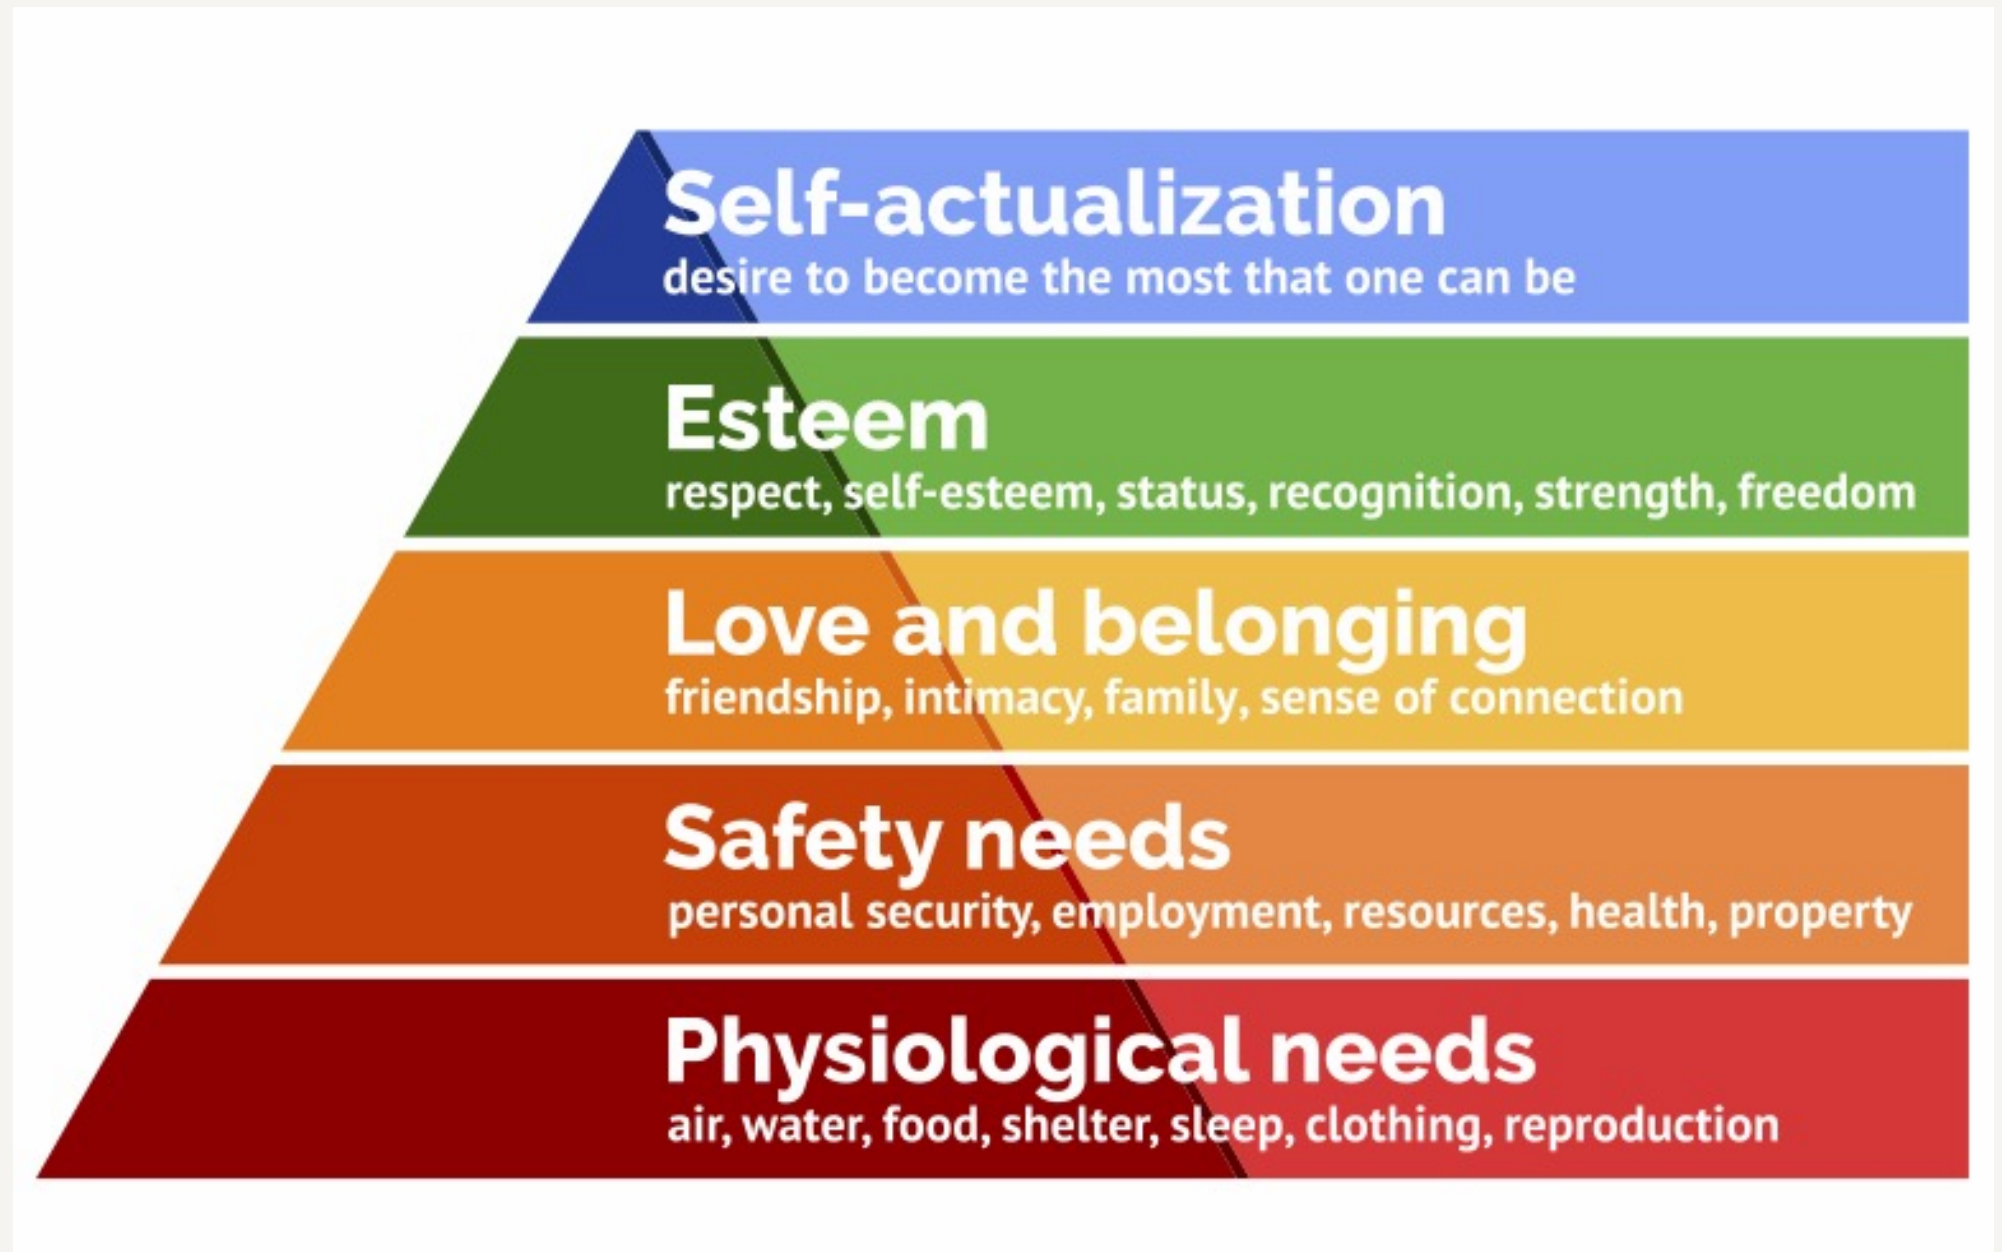 Self-actualization
desire to become the most that one can be
Esteem
respect, self-esteem, status, recognition, strength, freedom
Love and belonging
friendship, intimacy, family, sense of connection
Safety needs
personal security, employment, resources, health, property
Physiological needs
air, water, food, shelter, sleep, clothing, reproduction